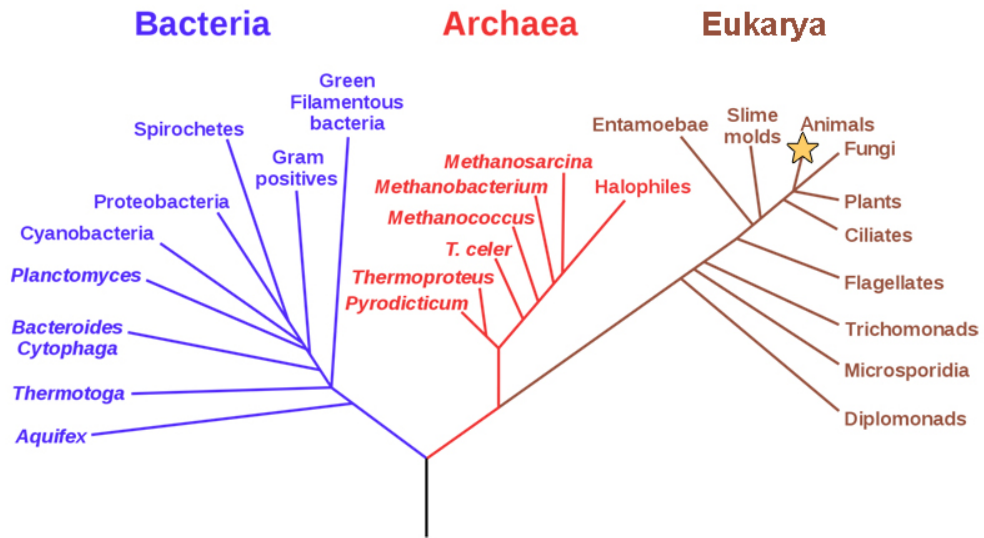 Bacteria
Archaea
Eukarya
Green
Filamentous
bacteria
Spirochetes
Gram
positives
Proteobacteria
Cyanobacteria
Planctomyces
Bacteroides
Cytophaga
Thermotoga
Aquifex
Methanosarcina
Methanobacterium
Halophiles
Methanococcus
T. celer
Thermoproteus
Pyrodicticum
Entamoebae
Slime
molds
Animals
Fungi
Plants
Ciliates
Flagellates
Trichomonads
Microsporidia
Diplomonads